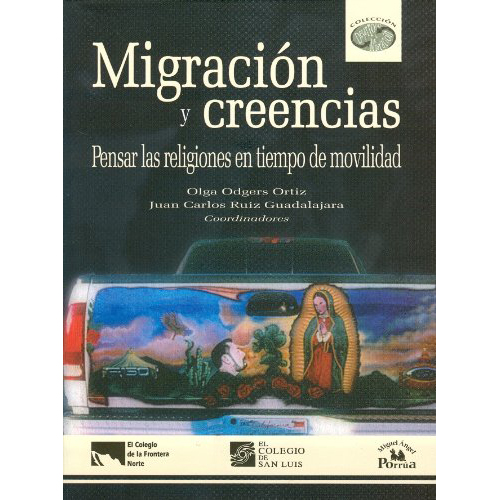 COLECCIÓN
Migración
y creencias
Pensar las religiones en tiempo de movilidad
Olga Odgers Ortiz
Juan Carlos Ruiz Guadalajara
Coordinadores
F-150
El Colegio
de la Frontera
Norte
EL
COLEGIO
DE
SAN LUIS
Miguel Ángel
Porrúa